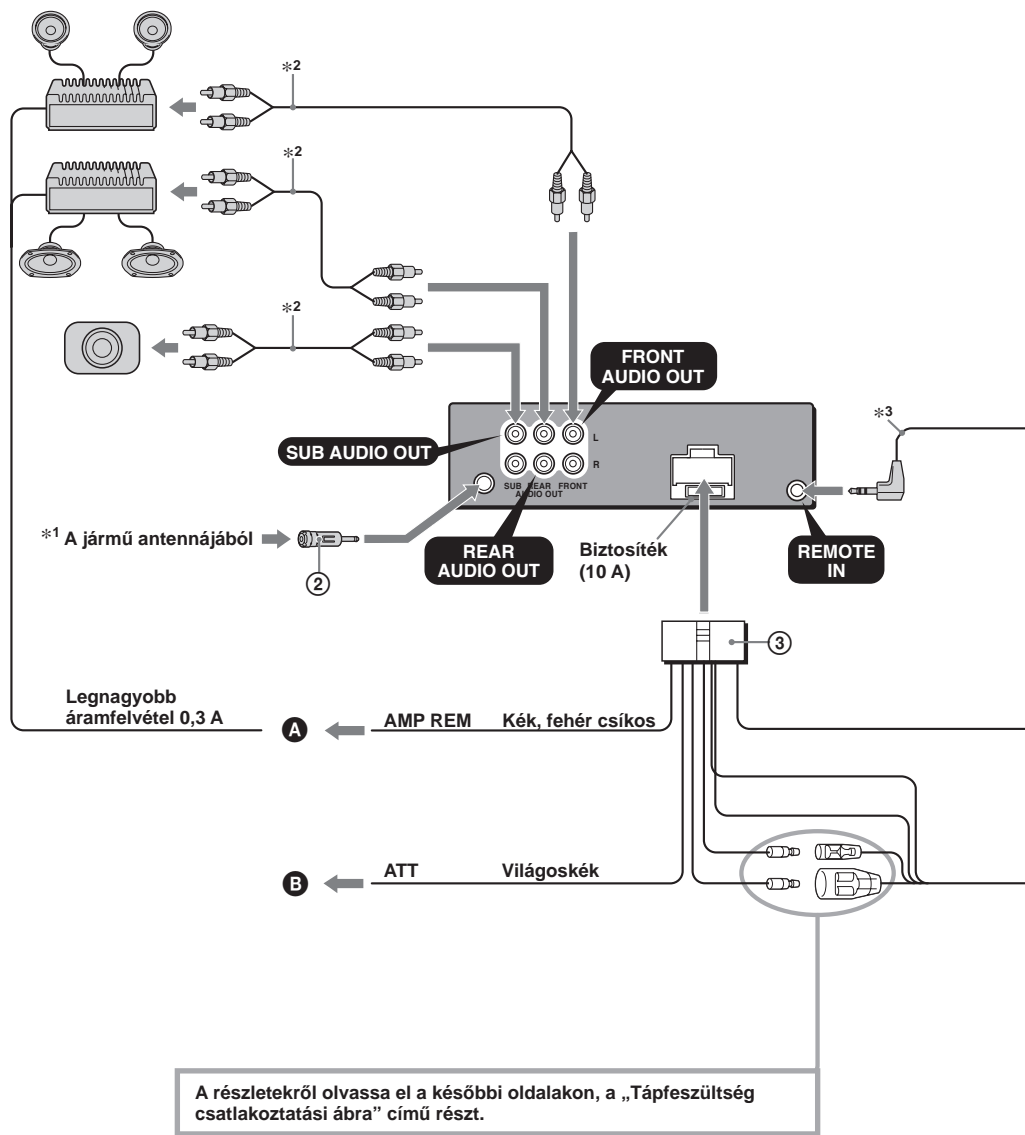 *2
*2
*2
FRONT
AUDIO OUT
*3
SUB AUDIO OUT
L
R
SUB REAR FRONT
AUDIO OUT
*1 A jármű antennájából
2
REAR
AUDIO OUT
Biztosíték
(10 A)
REMOTE
IN
3
Legnagyobb
áramfelvétel 0,3 A
A
AMP REM Kék, fehér csíkos
B
ATT Világoskék
A részletekről olvassa el a későbbi oldalakon, a „Tápfeszültség
csatlakoztatási ábra” című részt.